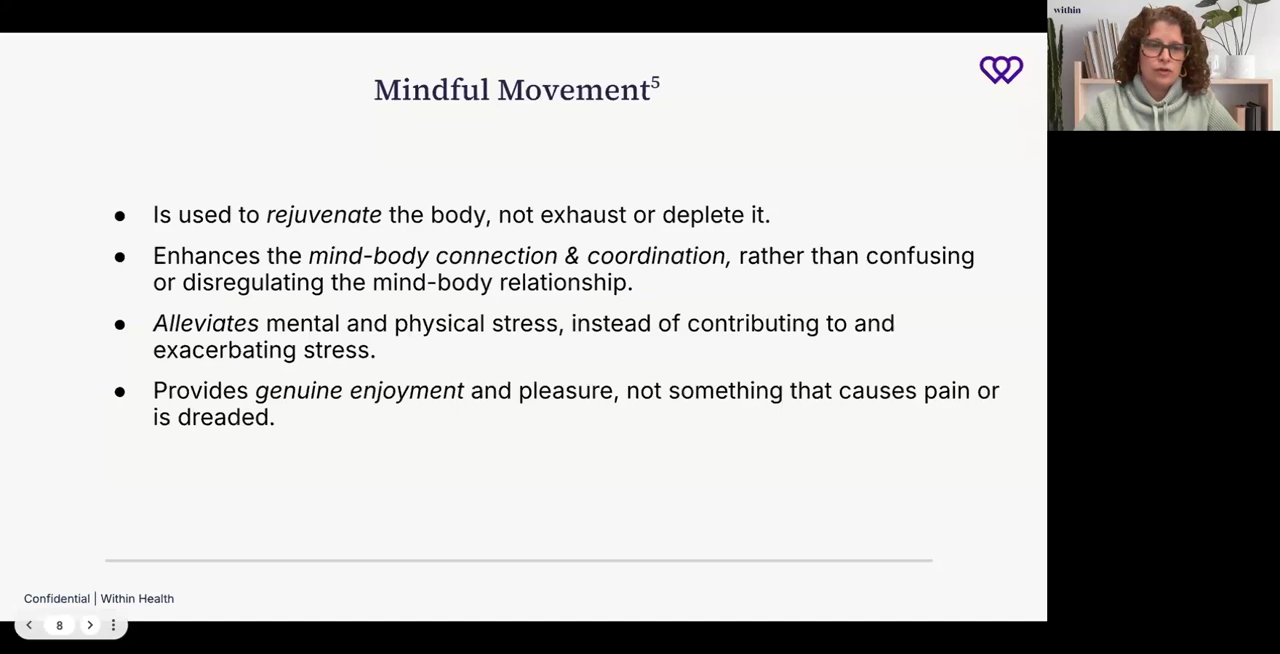 within
Mindful Movement⁵
● Is used to rejuvenate the body, not exhaust or deplete it.
● Enhances the mind-body connection & coordination, rather than confusing
or disregulating the mind-body relationship.
● Alleviates mental and physical stress, instead of contributing to and
exacerbating stress.
● Provides genuine enjoyment and pleasure, not something that causes pain or
is dreaded.
Confidential | Within Health
8